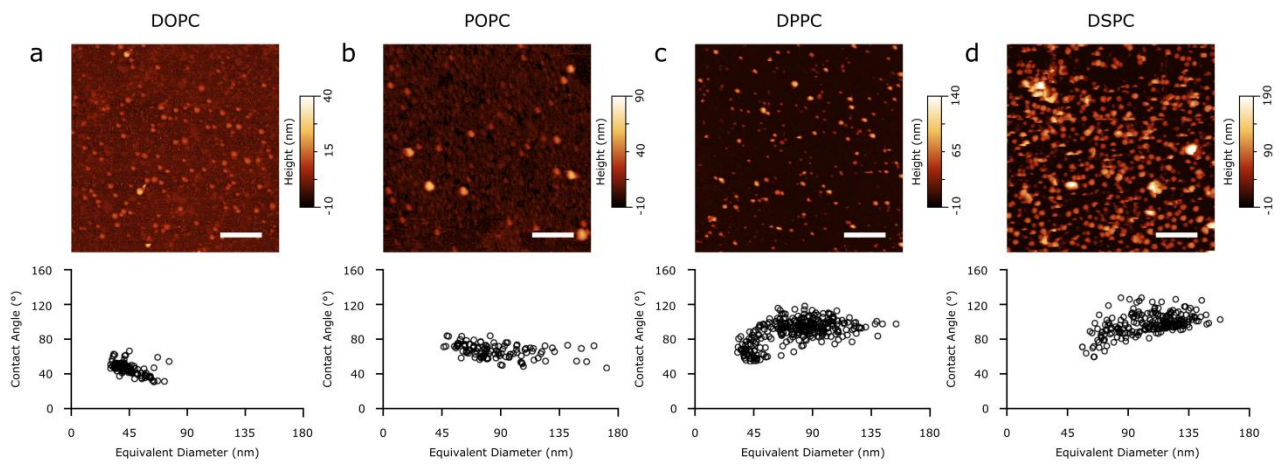 DOPC
POPC
DPPC
DSPC
a
b
c
d
40
15
-10
Height (nm)
90
40
-10
Height (nm)
140
65
-10
Height (nm)
190
90
-10
Height (nm)
160
120
80
40
0
Contact Angle (°)
0 45 90 135 180
Equivalent Diameter (nm)
160
120
80
40
0
Contact Angle (°)
0 45 90 135 180
Equivalent Diameter (nm)
160
120
80
40
0
Contact Angle (°)
0 45 90 135 180
Equivalent Diameter (nm)
160
120
80
40
0
Contact Angle (°)
0 45 90 135 180
Equivalent Diameter (nm)